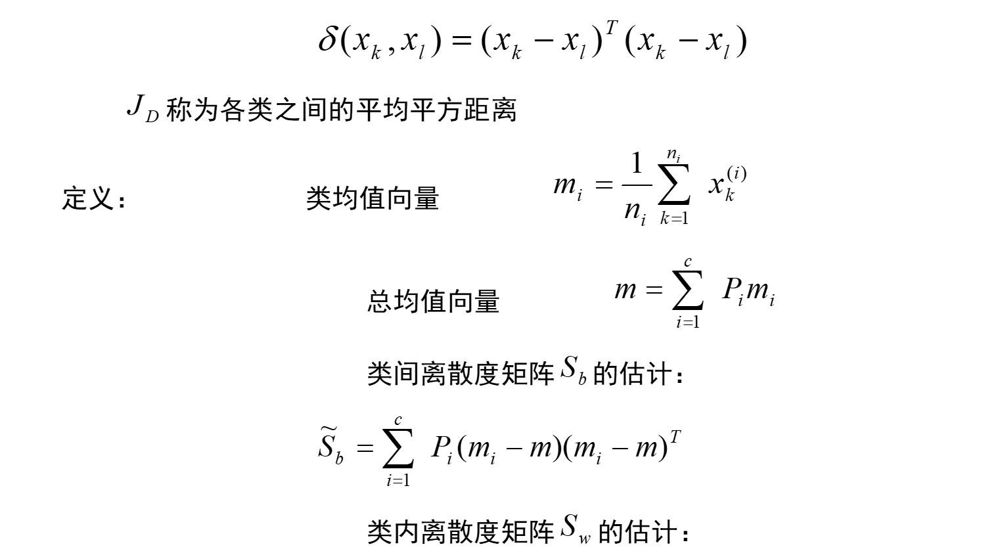 δ(x_k, x_l) = (x_k − x_l)^T (x_k − x_l)
J_D 称为各类之间的平均平方距离
定义： 类均值向量 m_i = \frac{1}{n_i} \sum_{k=1}^{n_i} x_k^{(i)}
总均值向量 m = \sum_{i=1}^{c} P_i m_i
类间离散度矩阵 S_b 的估计：
\tilde{S}_b = \sum_{i=1}^{c} P_i (m_i − m)(m_i − m)^T
类内离散度矩阵 S_w 的估计：